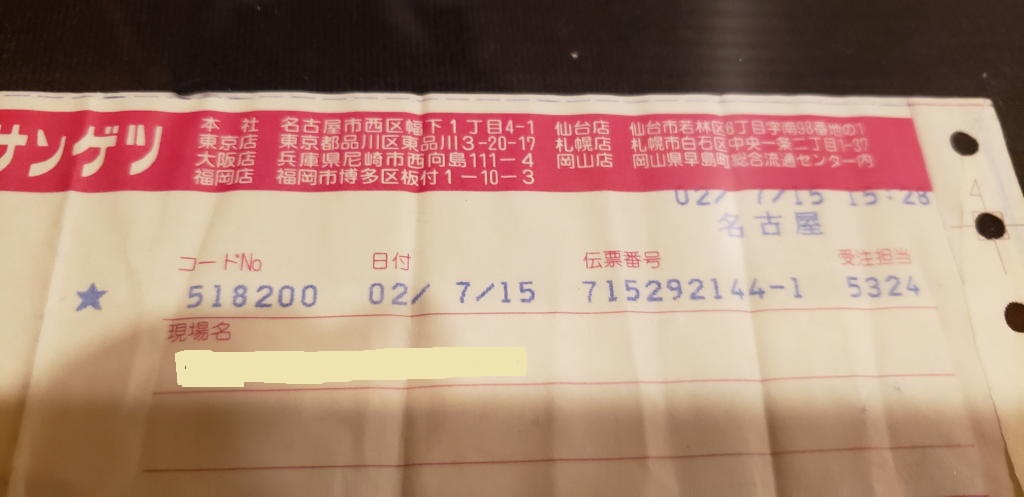 サンゲツ
本 社 名古屋市西区幅下1丁目4-1 仙台店 仙台市若林区6丁目字南98番地の1
東京店 東京都品川区東品川3-20-17 札幌店 札幌市白石区中央一条二丁目1-37
大阪店 兵庫県尼崎市西向島111-4 岡山店 岡山県早島町総合流通センター内
福岡店 福岡市博多区板付1-10-3
02/ 7/15 15:28
名古屋
コードNo 日付 伝票番号 受注担当
★ 518200 02/ 7/15 715292144-1 5324
現場名
4